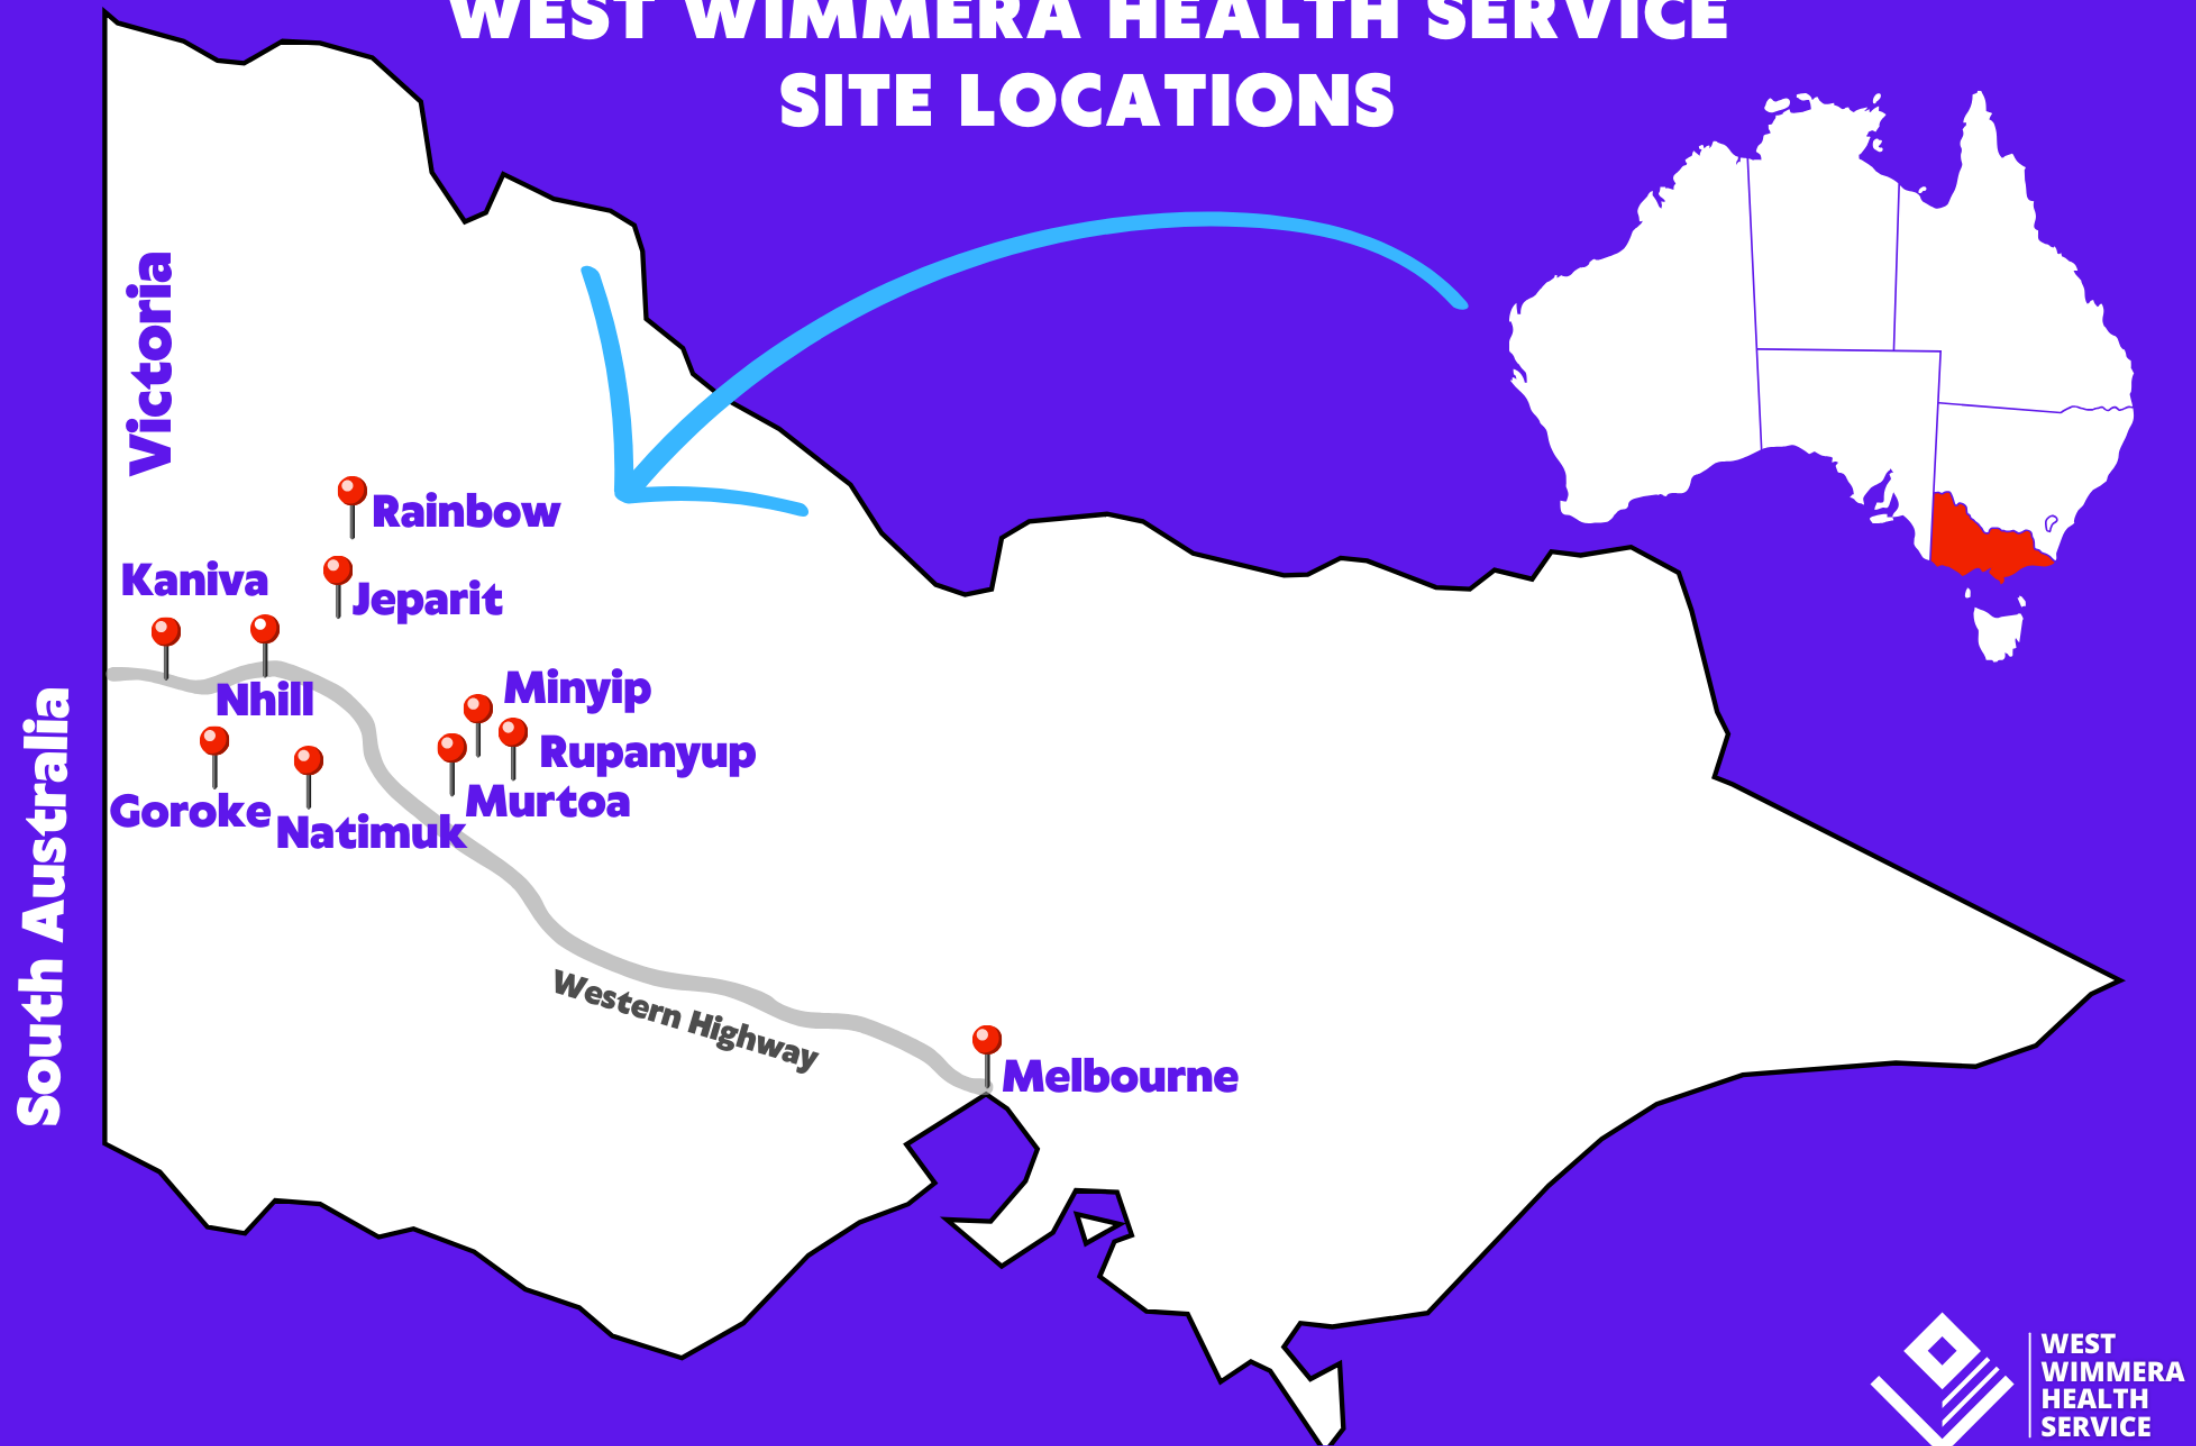 WEST WIMMERA HEALTH SERVICE
SITE LOCATIONS
Victoria
Rainbow
Kaniva
Jeparit
Nhill
Minyip
Rupanyup
Murtoa
Goroke
Natimuk
South Australia
Western Highway
Melbourne
WEST
WIMMERA
HEALTH
SERVICE